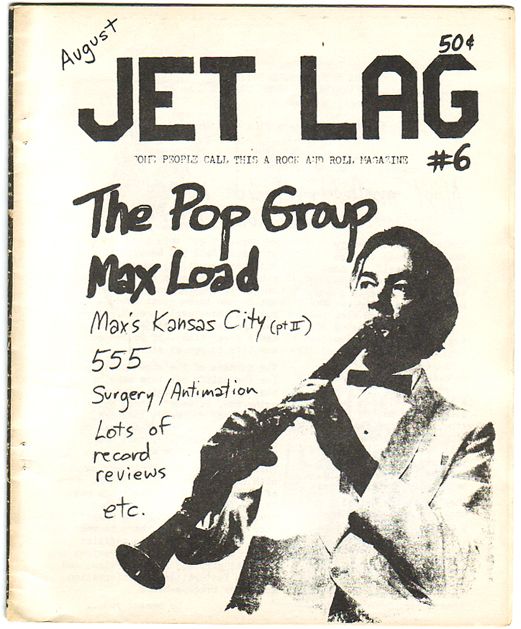 August
50¢
JET LAG
OME PEOPLE CALL THIS A ROCK AND ROLL MAGAZINE
#6
The Pop Group
Max Load
Max's Kansas City (pt II)
555
Surgery/Antimation
Lots of
record
reviews
etc.